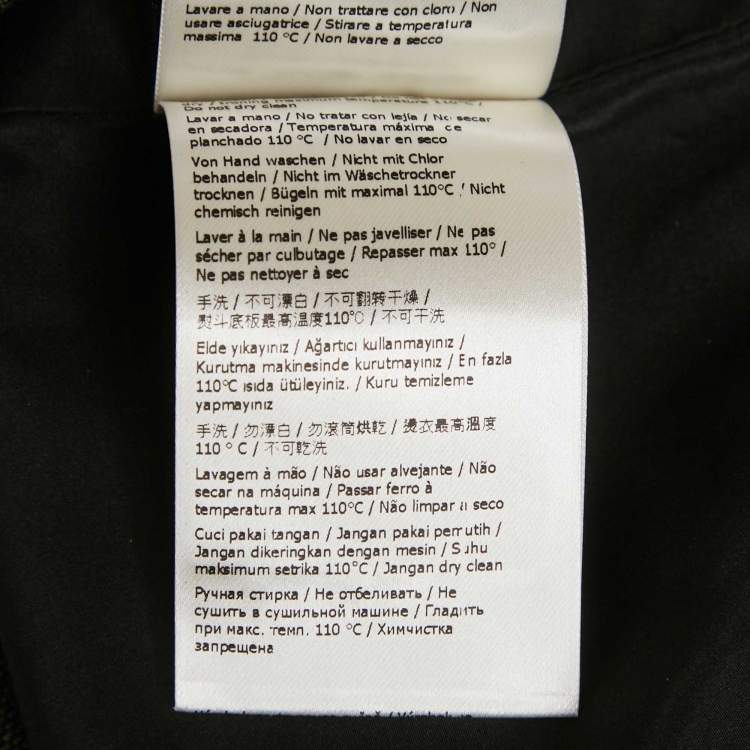 Lavare a mano / Non trattare con cloro / Non
usare asciugatrice / Stirare a temperatura
massima 110 °C / Non lavare a secco
Do not dry clean
Lavar a mano / No tratar con lejía / No secar
en secadora / Temperatura máxima de
planchado 110 °C / No lavar en seco
Von Hand waschen / Nicht mit Chlor
behandeln / Nicht im Wäschetrockner
trocknen / Bügeln mit maximal 110°C / Nicht
chemisch reinigen
Laver à la main / Ne pas javelliser / Ne pas
sécher par culbutage / Repasser max 110° /
Ne pas nettoyer à sec
手洗 / 不可漂白 / 不可翻转干燥 /
熨斗底板最高温度110°C / 不可干洗
Elde yıkayınız / Ağartıcı kullanmayınız /
Kurutma makinesinde kurutmayınız / En fazla
110°C ısıda ütüleyiniz. / Kuru temizleme
yapmayınız
手洗 / 勿漂白 / 勿滾筒烘乾 / 燙衣最高溫度
110 ° C / 不可乾洗
Lavagem à mão / Não usar alvejante / Não
secar na máquina / Passar ferro à
temperatura max 110°C / Não limpar a seco
Cuci pakai tangan / Jangan pakai pemutih /
Jangan dikeringkan dengan mesin / Suhu
maksimum setrika 110°C / Jangan dry clean
Ручная стирка / Не отбеливать / Не
сушить в сушильной машине / Гладить
при макс. темп. 110 °C / Химчистка
запрещена